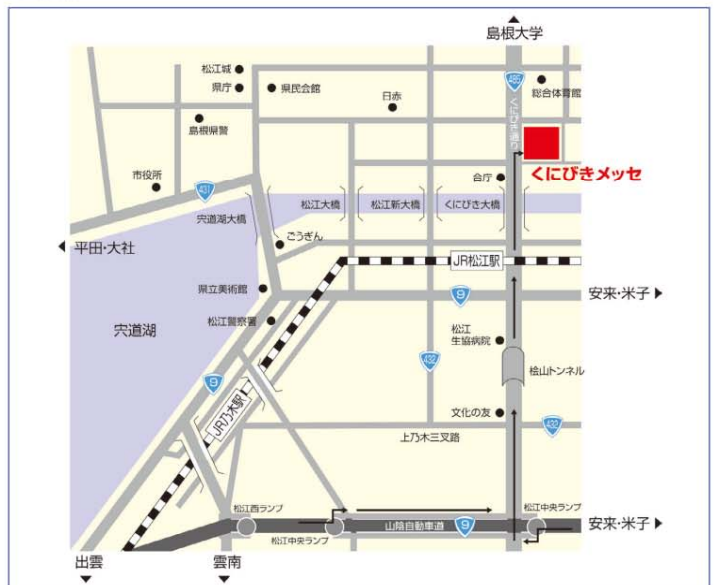 島根大学
松江城
県庁
県民会館
日赤
485
総合体育館
くにびき通り
島根県警
市役所
431
合庁
くにびきメッセ
宍道湖大橋
松江大橋
松江新大橋
くにびき大橋
平田・大社
ごうぎん
JR松江駅
県立美術館
9
安来・米子
宍道湖
松江警察署
松江
生協病院
432
桧山トンネル
9
JR乃木駅
文化の友
上乃木三叉路
松江西ランプ
松江中央ランプ
山陰自動車道
9
松江中央ランプ
安来・米子
出雲
雲南